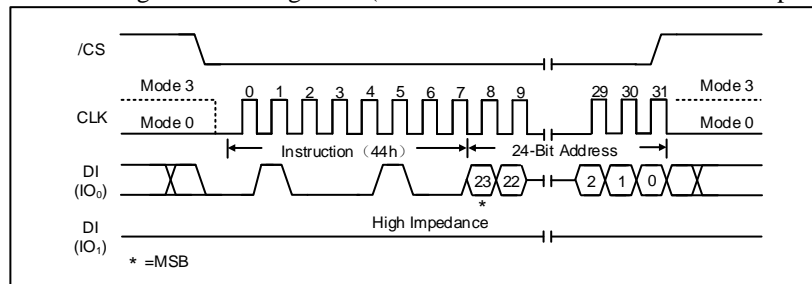 /CS
Mode 3 0 1 2 3 4 5 6 7 8 9 29 30 31 Mode 3
CLK
Mode 0 Mode 0
Instruction（44h） 24-Bit Address
DI
(IO₀) 23 22 2 1 0
*
DI High Impedance
(IO₁)
* =MSB